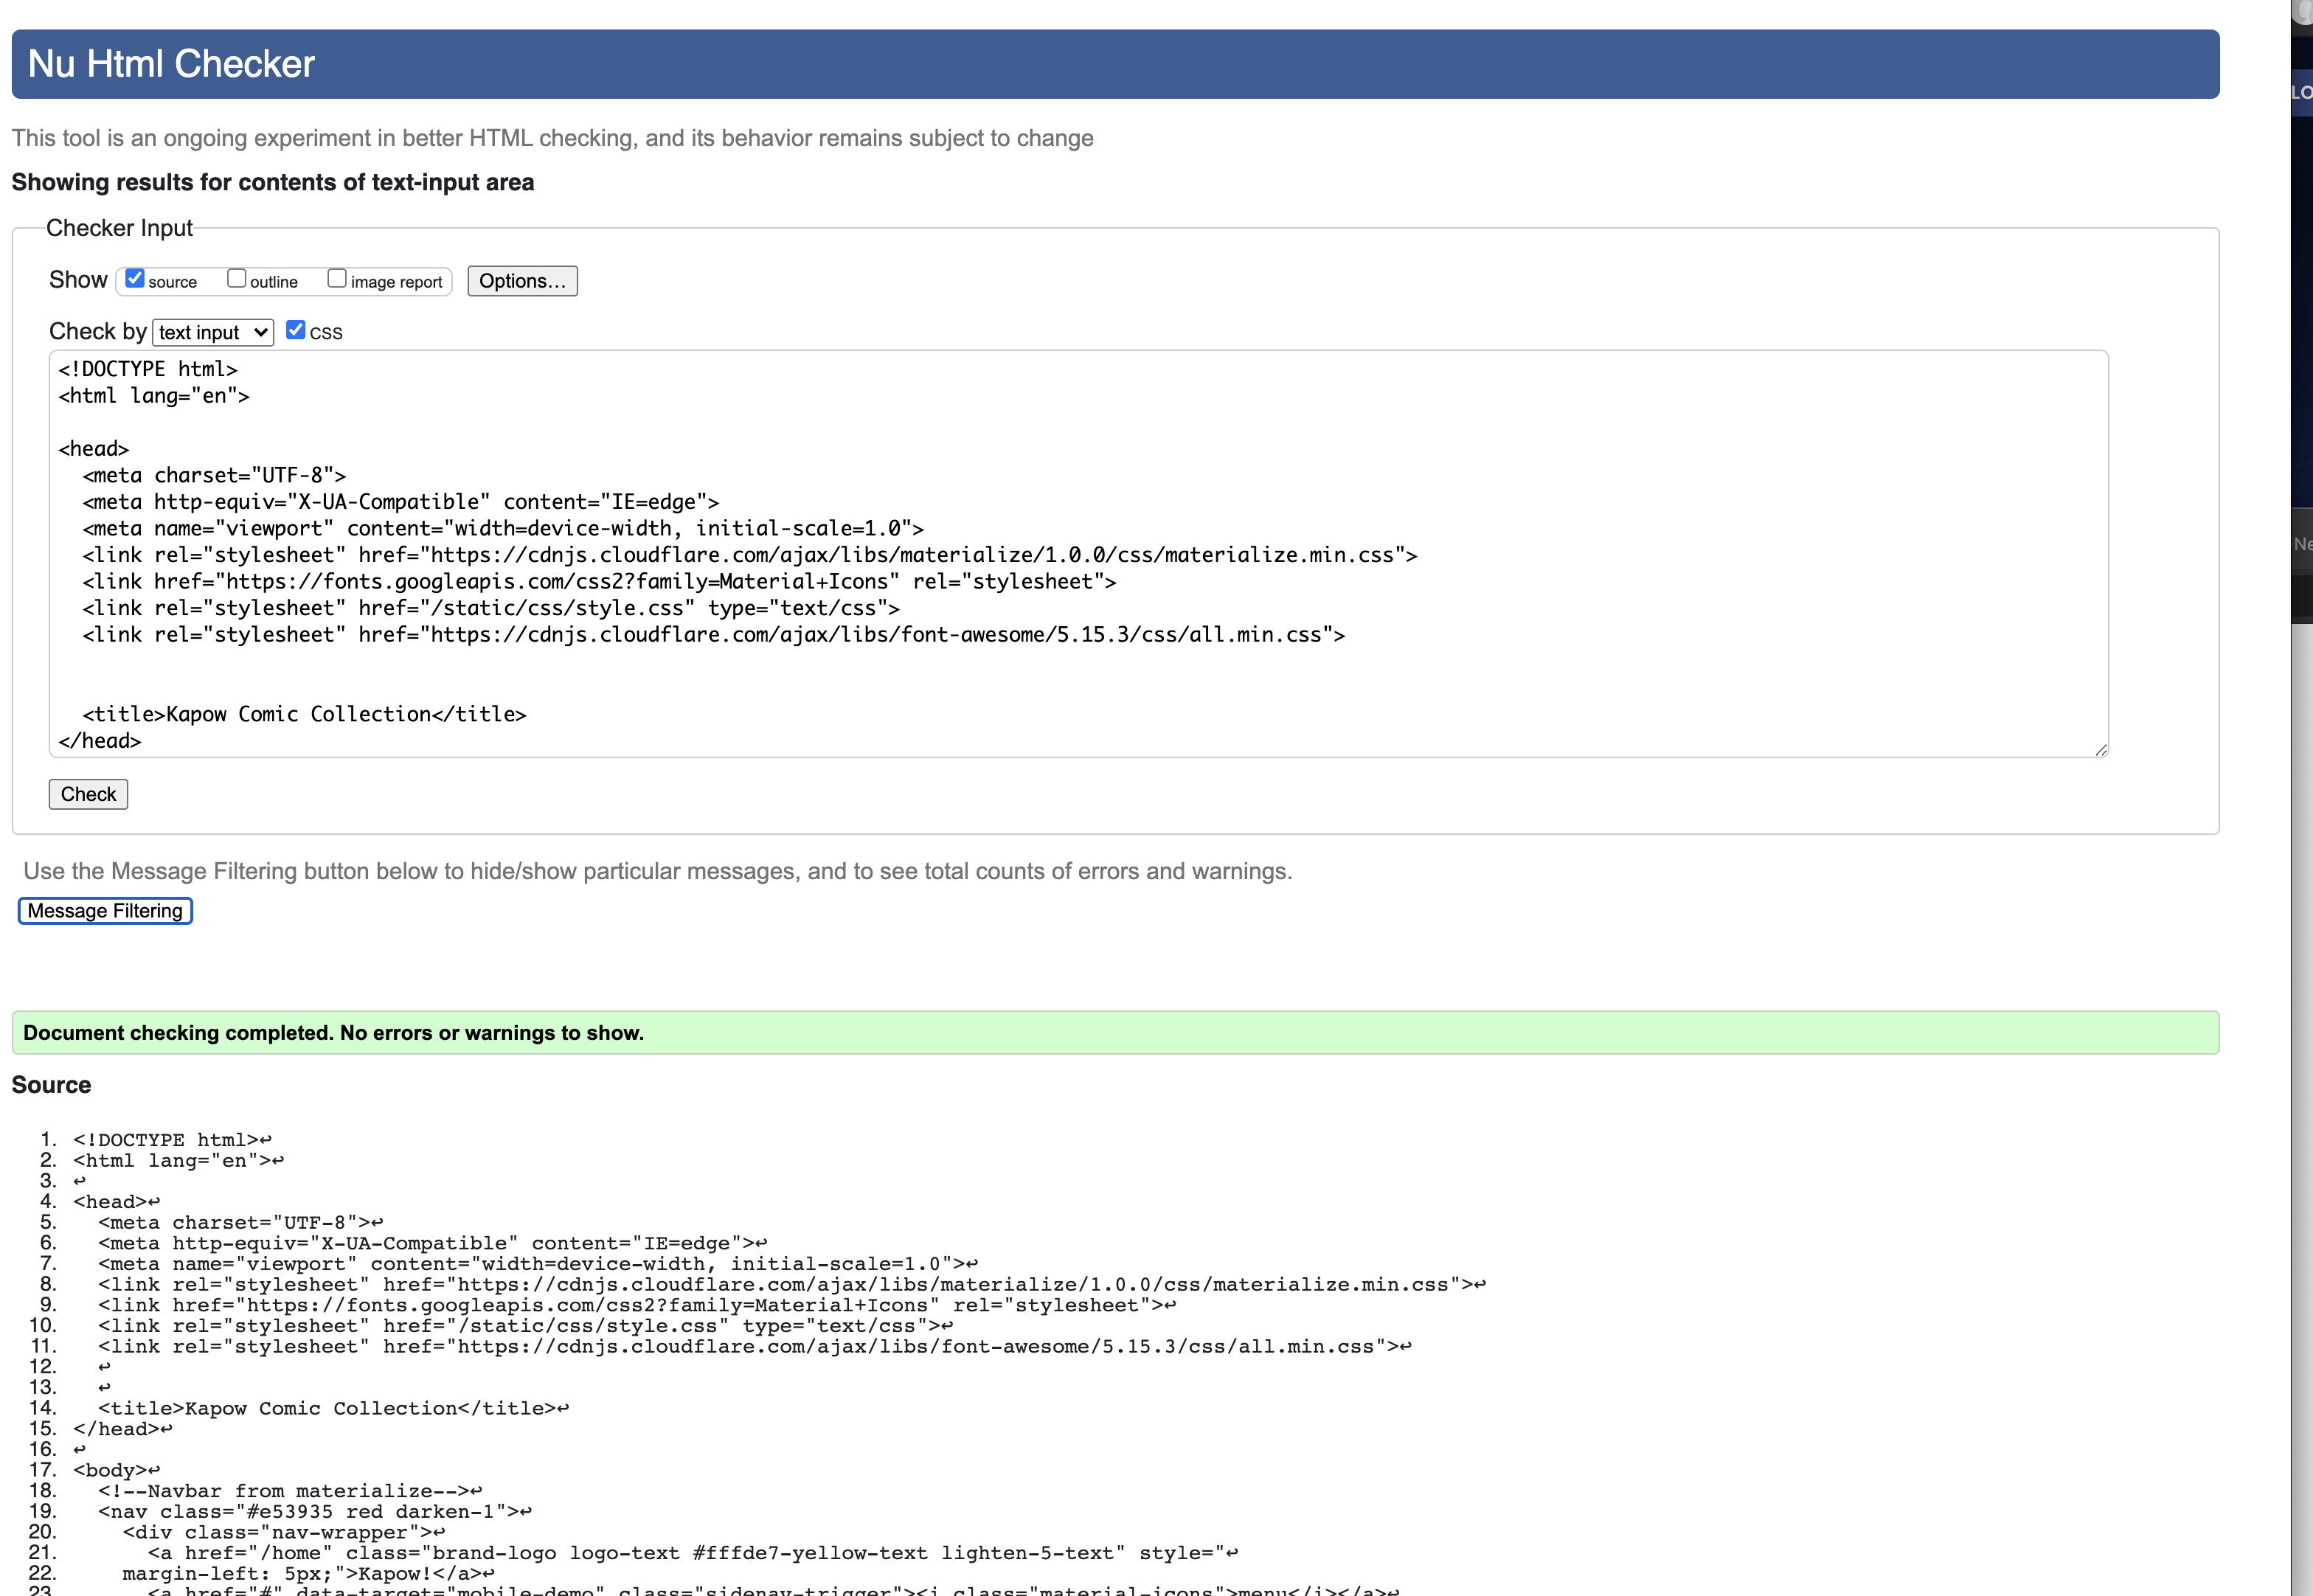 Nu Html Checker
This tool is an ongoing experiment in better HTML checking, and its behavior remains subject to change
Showing results for contents of text-input area
Checker Input
Show source outline image report Options...
Check by text input CSS
<!DOCTYPE html>
<html lang="en">
<head>
  <meta charset="UTF-8">
  <meta http-equiv="X-UA-Compatible" content="IE=edge">
  <meta name="viewport" content="width=device-width, initial-scale=1.0">
  <link rel="stylesheet" href="https://cdnjs.cloudflare.com/ajax/libs/materialize/1.0.0/css/materialize.min.css">
  <link href="https://fonts.googleapis.com/css2?family=Material+Icons" rel="stylesheet">
  <link rel="stylesheet" href="/static/css/style.css" type="text/css">
  <link rel="stylesheet" href="https://cdnjs.cloudflare.com/ajax/libs/font-awesome/5.15.3/css/all.min.css">
  <title>Kapow Comic Collection</title>
</head>
Check
Use the Message Filtering button below to hide/show particular messages, and to see total counts of errors and warnings.
Message Filtering
Document checking completed. No errors or warnings to show.
Source
1. <!DOCTYPE html>↩
2. <html lang="en">↩
3. ↩
4. <head>↩
5.   <meta charset="UTF-8">↩
6.   <meta http-equiv="X-UA-Compatible" content="IE=edge">↩
7.   <meta name="viewport" content="width=device-width, initial-scale=1.0">↩
8.   <link rel="stylesheet" href="https://cdnjs.cloudflare.com/ajax/libs/materialize/1.0.0/css/materialize.min.css">↩
9.   <link href="https://fonts.googleapis.com/css2?family=Material+Icons" rel="stylesheet">↩
10.   <link rel="stylesheet" href="/static/css/style.css" type="text/css">↩
11.   <link rel="stylesheet" href="https://cdnjs.cloudflare.com/ajax/libs/font-awesome/5.15.3/css/all.min.css">↩
12.   ↩
13.   ↩
14.   <title>Kapow Comic Collection</title>↩
15. </head>↩
16. ↩
17. <body>↩
18.   <!--Navbar from materialize-->↩
19.   <nav class="#e53935 red darken-1">↩
20.     <div class="nav-wrapper">↩
21.       <a href="/home" class="brand-logo logo-text #fffde7-yellow-text lighten-5-text" style="↩
22.     margin-left: 5px;">Kapow!</a>↩
23.       <a href="#" data-target="mobile-demo" class="sidenav-trigger"><i class="material-icons">menu</i></a>↩
LO
Ne